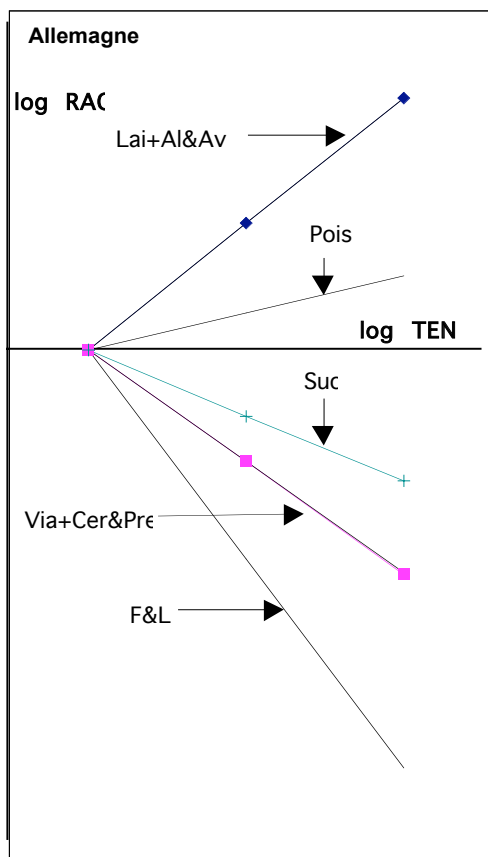 Allemagne
log RAC
Lai+Al&Av
Pois
log TEN
Suc
Via+Cer&Pre
F&L